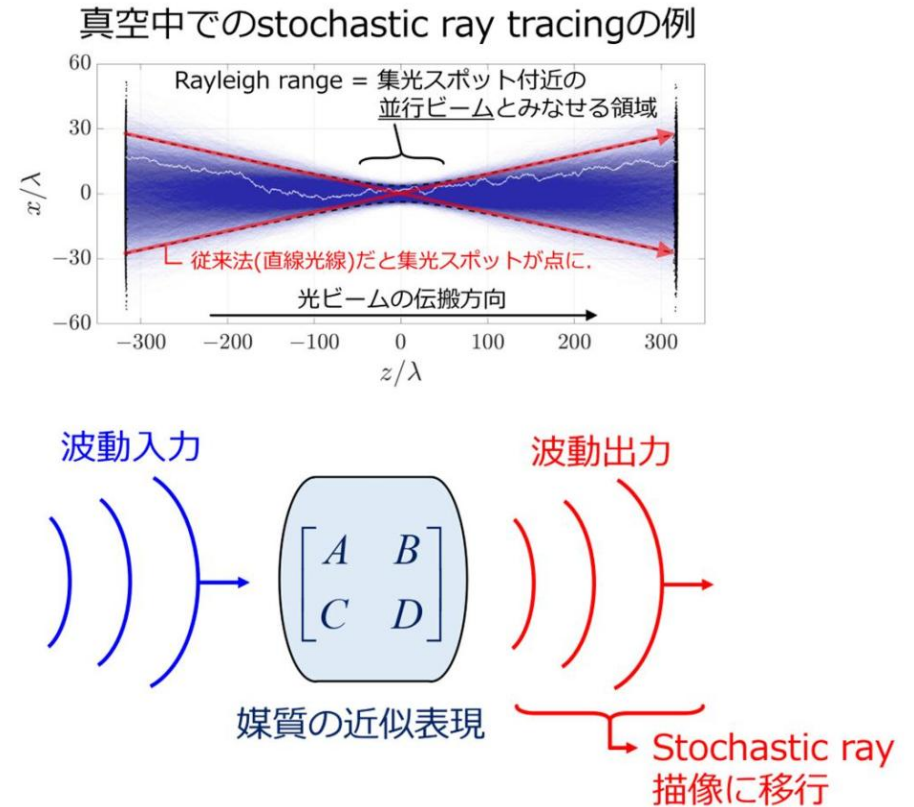 真空中でのstochastic ray tracingの例
60
30
0
−30
−60
x/λ
Rayleigh range = 集光スポット付近の
並行ビームとみなせる領域
従来法(直線光線)だと集光スポットが点に.
光ビームの伝搬方向
−300 −200 −100 0 100 200 300
z/λ
波動入力
波動出力
A B
C D
媒質の近似表現
Stochastic ray
描像に移行